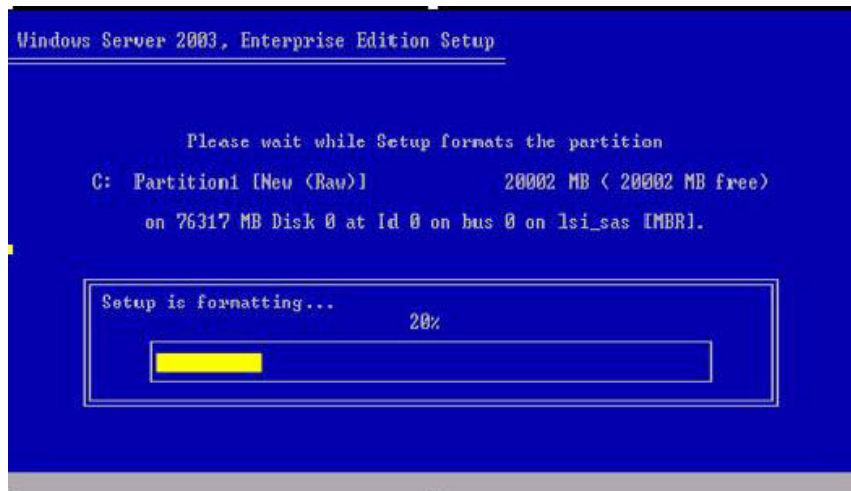 Windows Server 2003, Enterprise Edition Setup
Please wait while Setup formats the partition
C: Partition1 [New (Raw)] 20002 MB ( 20002 MB free)
on 76317 MB Disk 0 at Id 0 on bus 0 on lsi_sas [MBR].
Setup is formatting...
20%